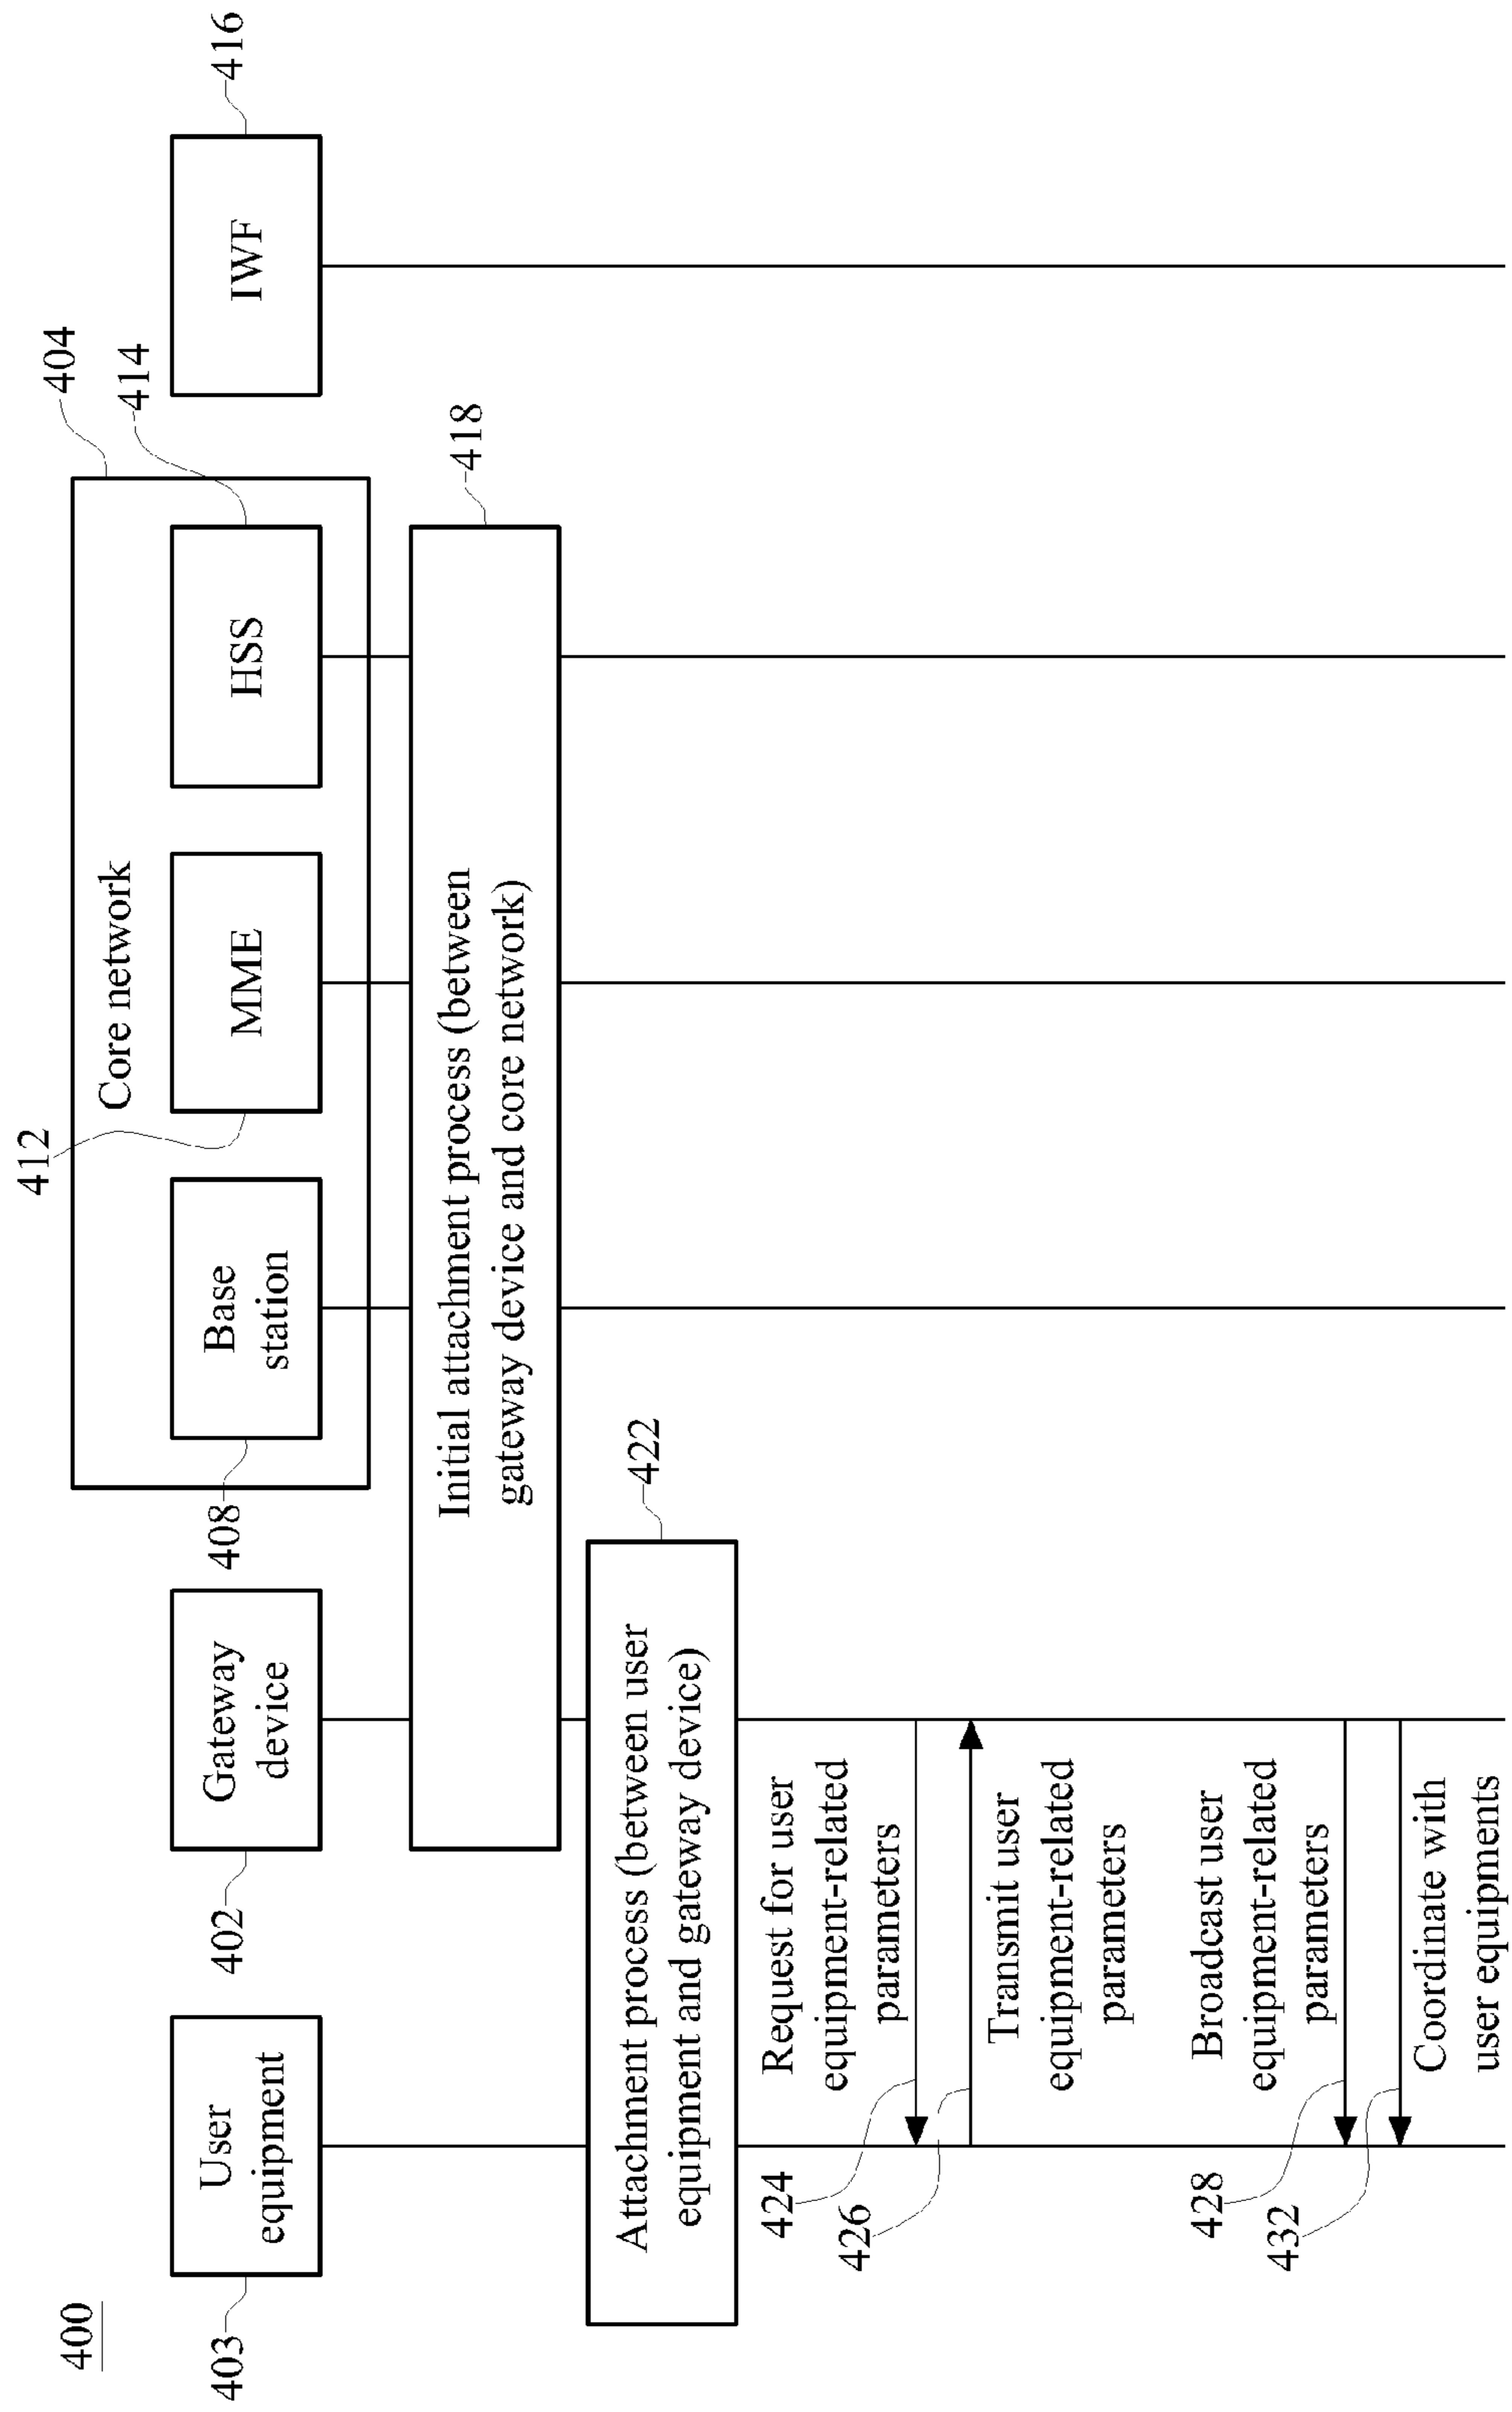 400
403
User
equipment
402
Gateway
device
404
Core network
408
Base
station
412
MME
414
HSS
416
IWF
418
Initial attachment process (between
gateway device and core network)
422
Attachment process (between user
equipment and gateway device)
Request for user
equipment-related
parameters
424
426
Transmit user
equipment-related
parameters
Broadcast user
equipment-related
parameters
428
432
Coordinate with
user equipments